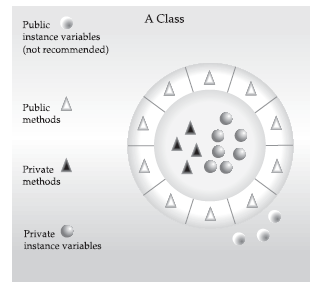 A Class
Public
instance variables
(not recommended)
Public
methods
Private
methods
Private
instance variables